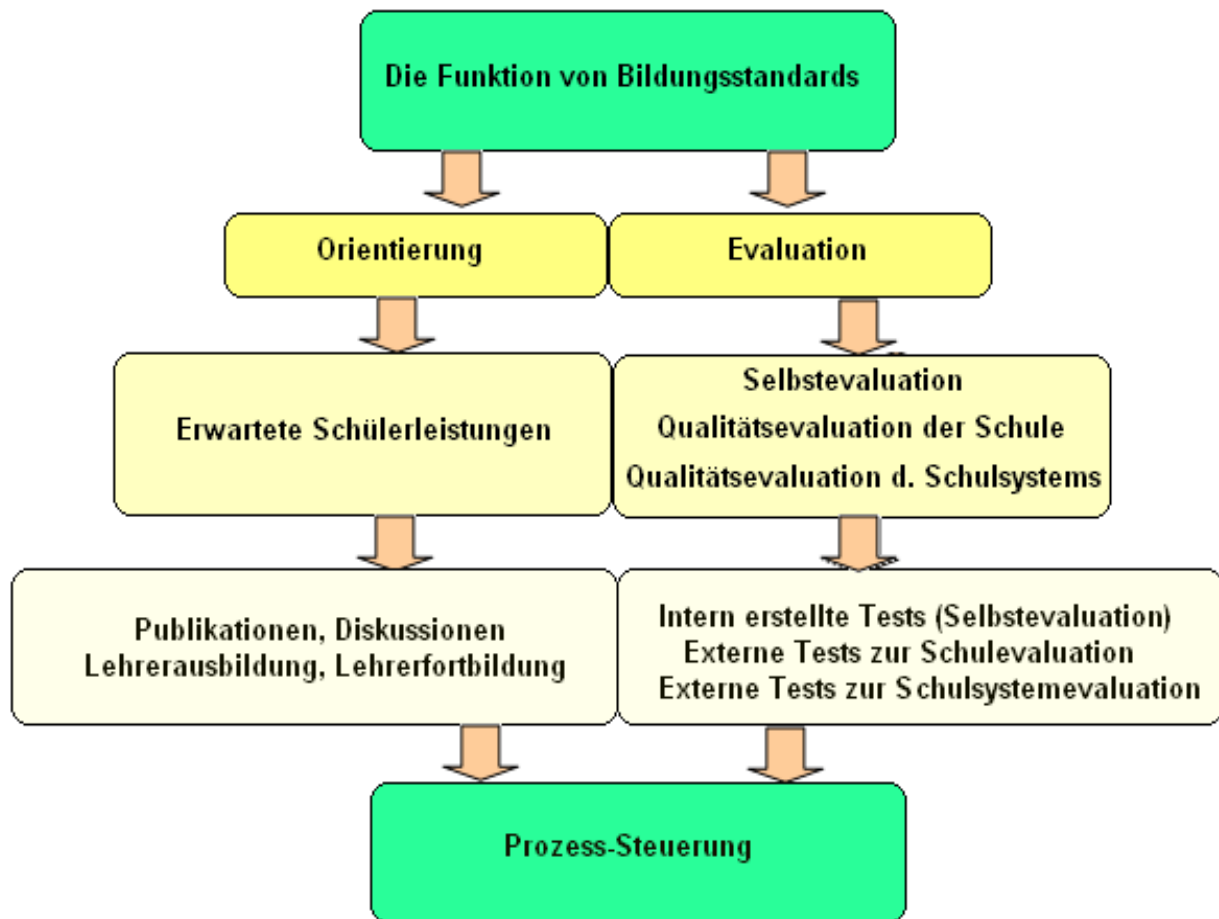 Die Funktion von Bildungsstandards
Orientierung
Evaluation
Erwartete Schülerleistungen
Selbstevaluation
Qualitätsevaluation der Schule
Qualitätsevaluation d. Schulsystems
Publikationen, Diskussionen
Lehrerausbildung, Lehrerfortbildung
Intern erstellte Tests (Selbstevaluation)
Externe Tests zur Schulevaluation
Externe Tests zur Schulsystemevaluation
Prozess-Steuerung